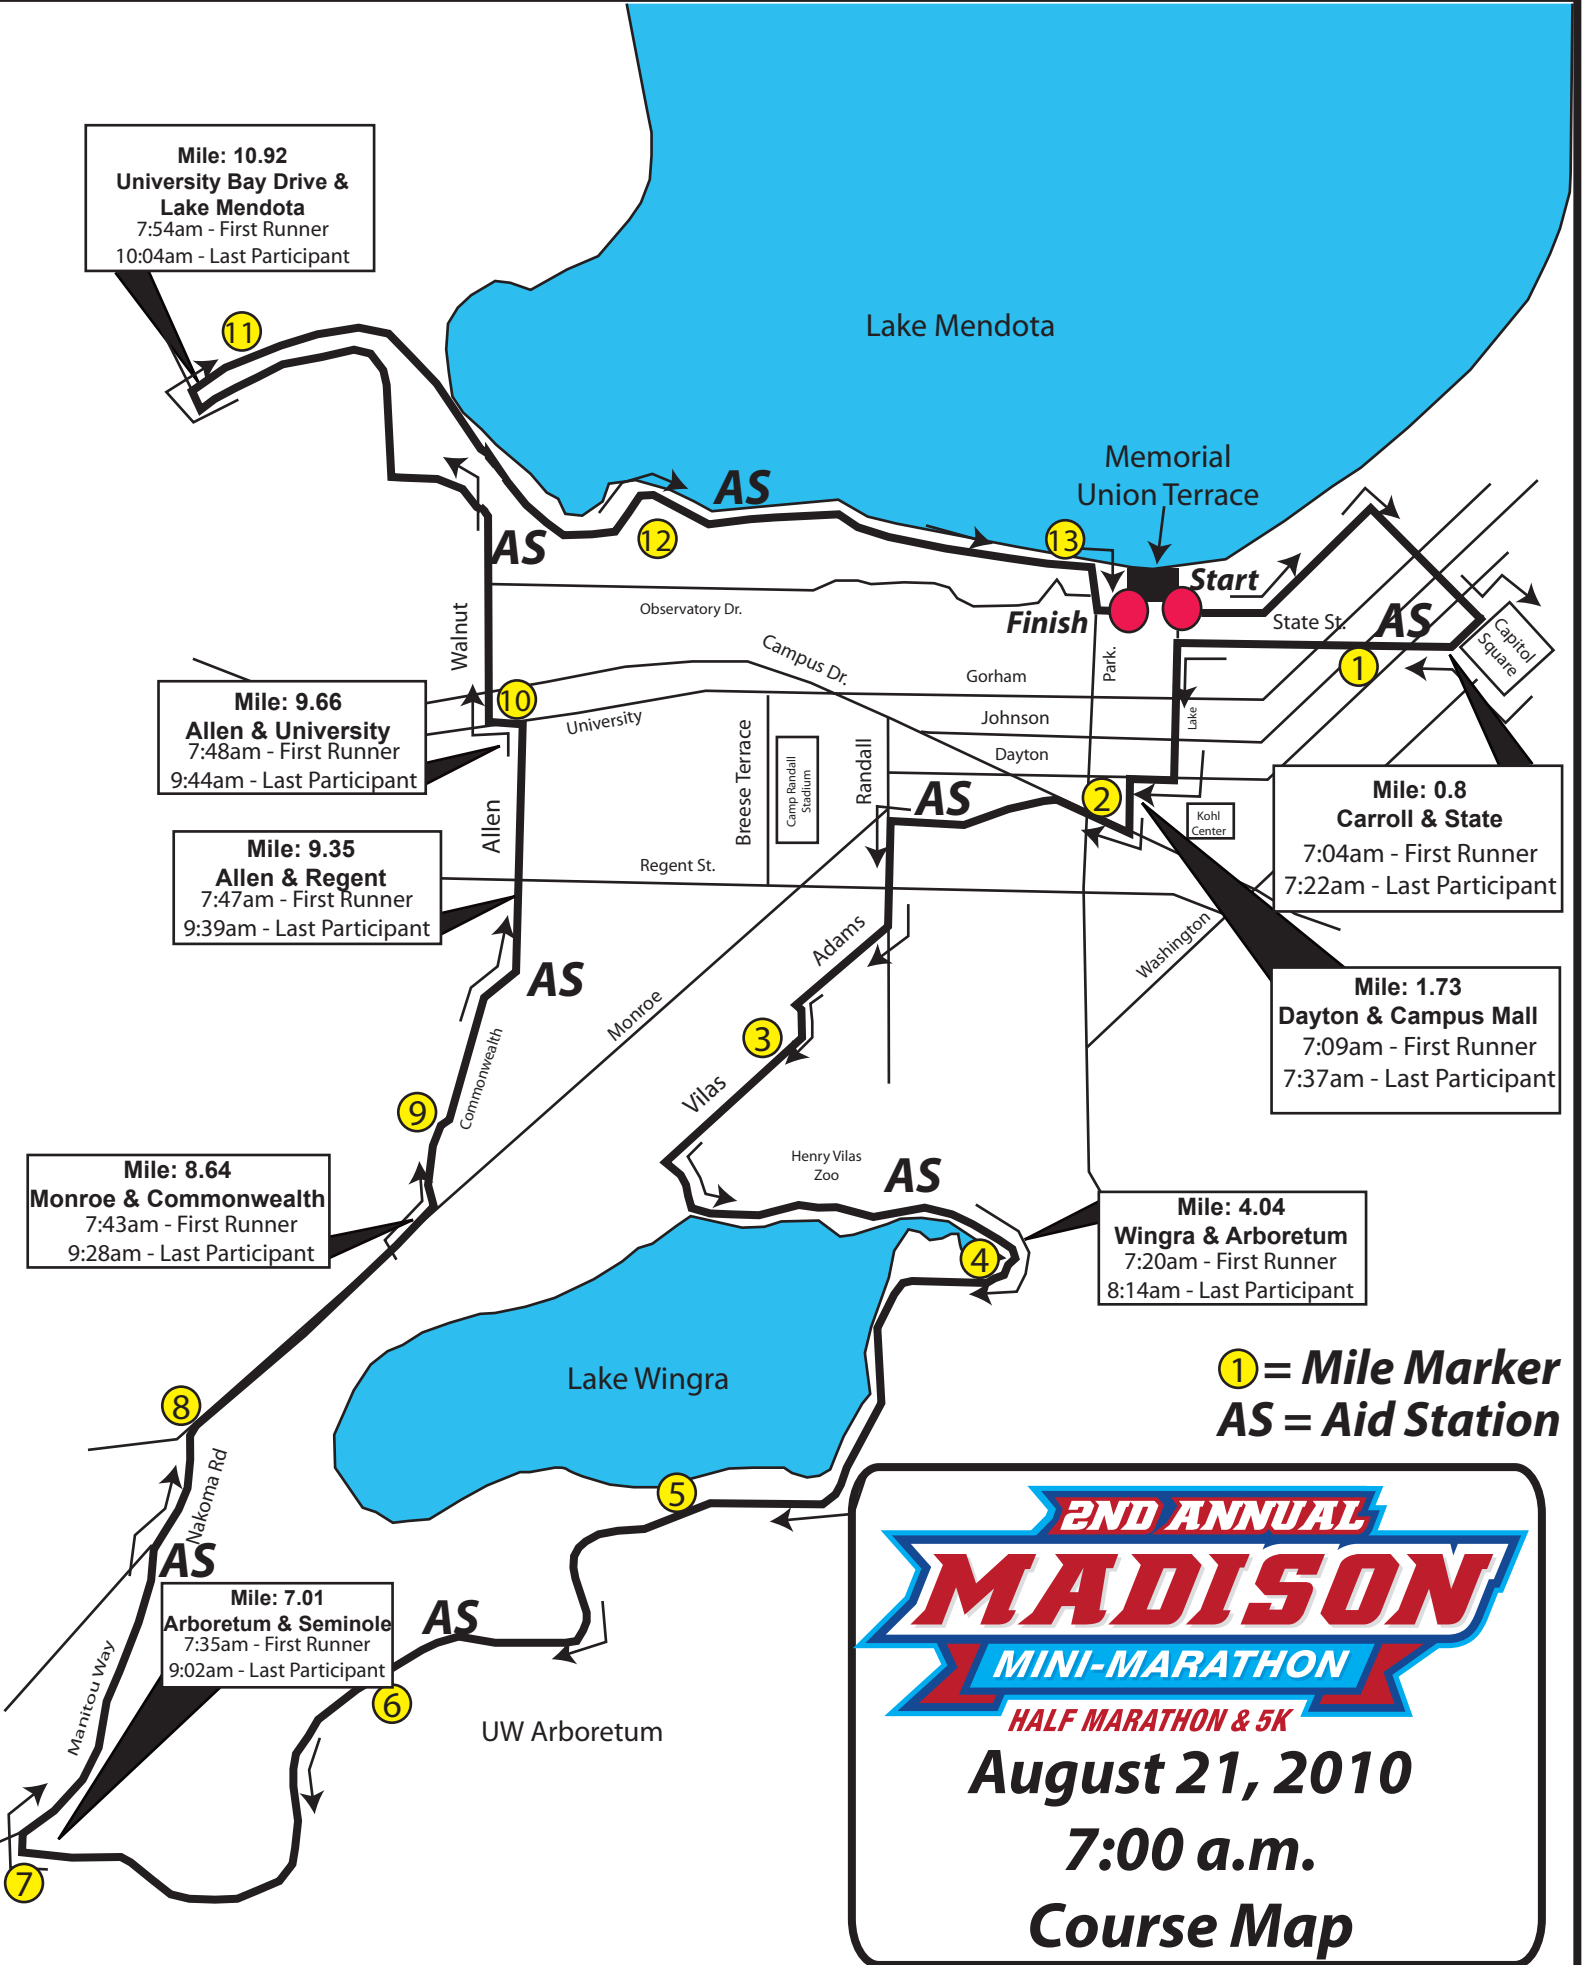 Mile: 10.92
University Bay Drive &
Lake Mendota
7:54am - First Runner
10:04am - Last Participant
11
Lake Mendota
Memorial
Union Terrace
AS
12
13
AS
Start
Finish
State St.
AS
Capitol
Square
1
Observatory Dr.
Walnut
Campus Dr.
Park.
Gorham
Mile: 9.66
Allen & University
7:48am - First Runner
9:44am - Last Participant
10
University
Johnson
Lake
Dayton
Breese Terrace
Camp Randall
Stadium
Randall
AS
2
Kohl
Center
Mile: 0.8
Carroll & State
7:04am - First Runner
7:22am - Last Participant
Allen
Mile: 9.35
Allen & Regent
7:47am - First Runner
9:39am - Last Participant
Regent St.
Adams
Washington
AS
Mile: 1.73
Dayton & Campus Mall
7:09am - First Runner
7:37am - Last Participant
Monroe
3
Commonwealth
Vilas
9
Henry Vilas
Zoo
AS
Mile: 8.64
Monroe & Commonwealth
7:43am - First Runner
9:28am - Last Participant
4
Mile: 4.04
Wingra & Arboretum
7:20am - First Runner
8:14am - Last Participant
Lake Wingra
1 = Mile Marker
AS = Aid Station
8
Nakoma Rd
5
AS
Mile: 7.01
Arboretum & Seminole
7:35am - First Runner
9:02am - Last Participant
AS
6
Manitou Way
UW Arboretum
7
2ND ANNUAL
MADISON
MINI-MARATHON
HALF MARATHON & 5K
August 21, 2010
7:00 a.m.
Course Map